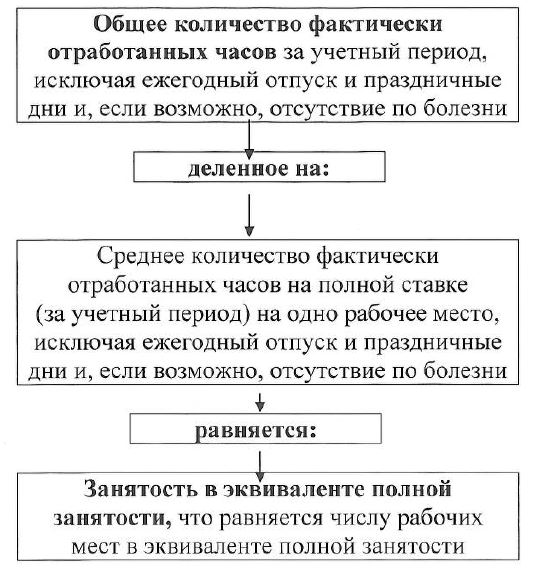 Общее количество фактически
отработанных часов за учетный период,
исключая ежегодный отпуск и праздничные
дни и, если возможно, отсутствие по болезни
деленное на:
Среднее количество фактически
отработанных часов на полной ставке
(за учетный период) на одно рабочее место,
исключая ежегодный отпуск и праздничные
дни и, если возможно, отсутствие по болезни
равняется:
Занятость в эквиваленте полной
занятости, что равняется числу рабочих
мест в эквиваленте полной занятости